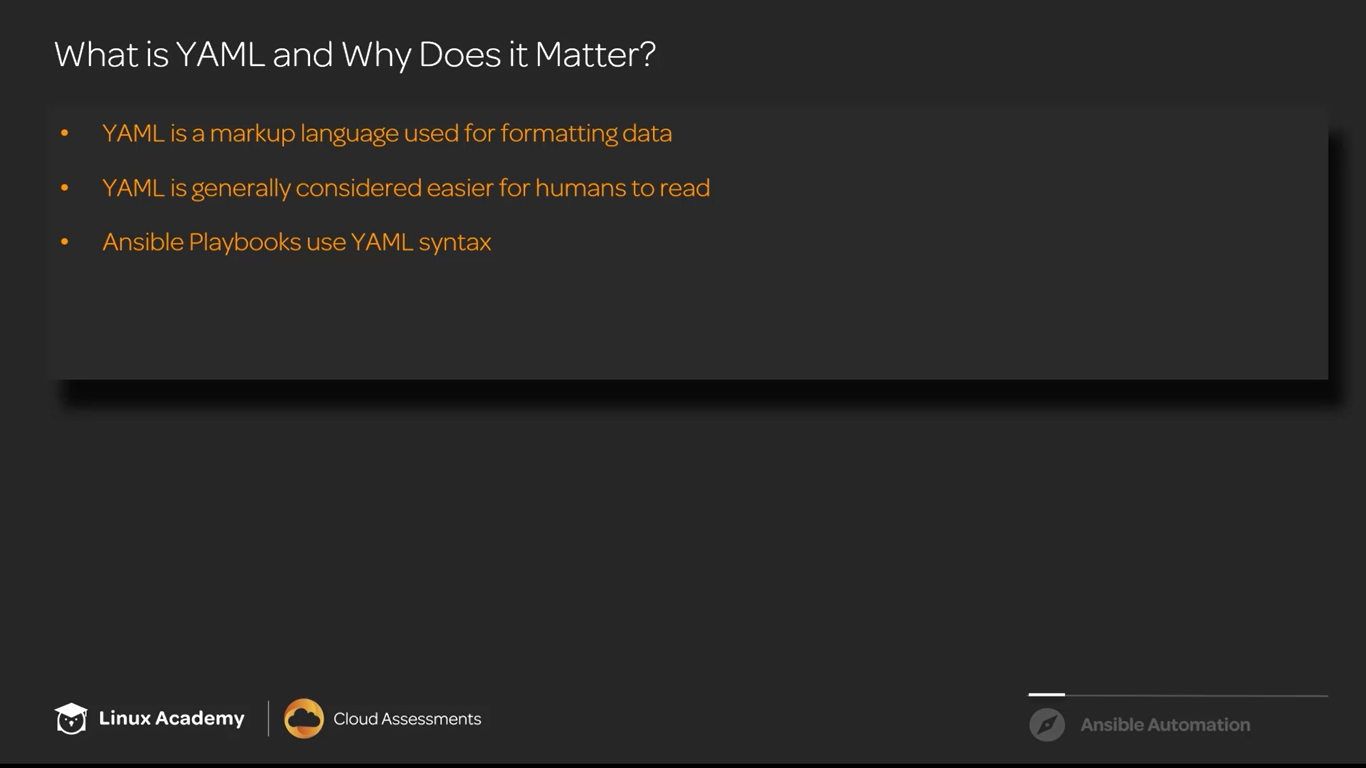 What is YAML and Why Does it Matter?
• YAML is a markup language used for formatting data
• YAML is generally considered easier for humans to read
• Ansible Playbooks use YAML syntax
Linux Academy
Cloud Assessments
Ansible Automation